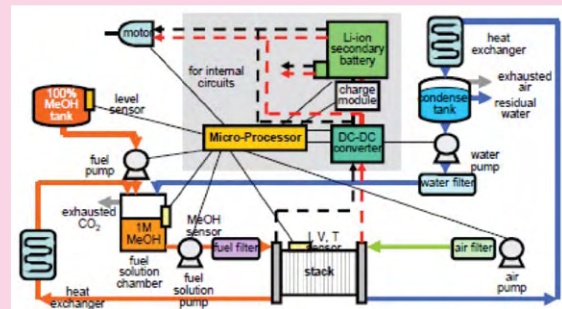 motor
Li-ion
secondary
battery
heat
exchanger
for internal
circuits
charge
module
exhausted
air
100%
MeOH
tank
level
sensor
condense
tank
residual
water
Micro-Processor
DC-DC
converter
fuel
pump
water
pump
water filter
exhausted
CO2
1M
MeOH
MeOH
sensor
I, V, T
sensor
fuel filter
air filter
fuel
solution
chamber
fuel
solution
pump
stack
air
pump
heat
exchanger